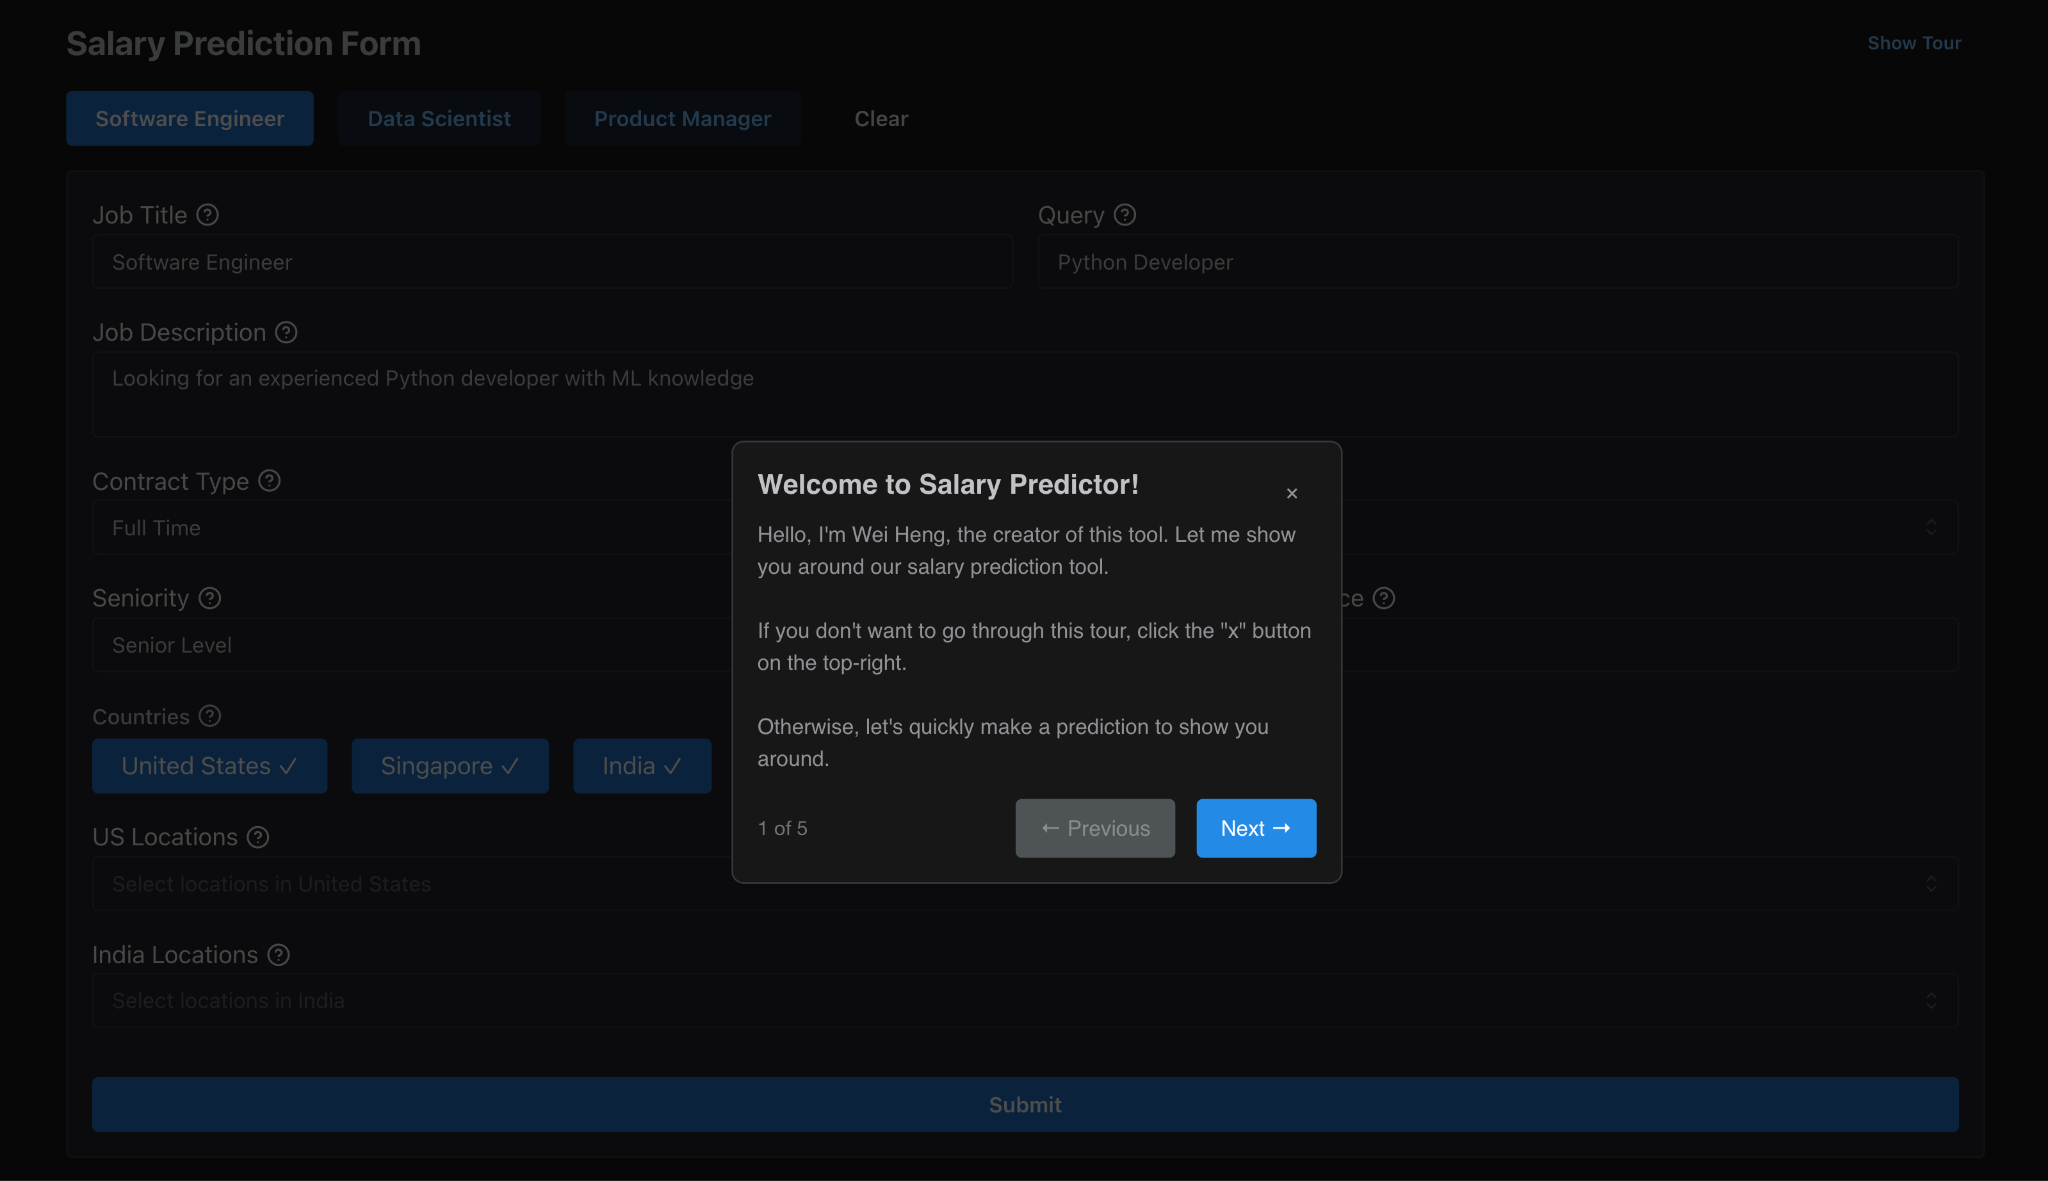 Salary Prediction Form
Show Tour
Software Engineer
Data Scientist
Product Manager
Clear
Job Title ?
Query ?
Software Engineer
Python Developer
Job Description ?
Looking for an experienced Python developer with ML knowledge
Contract Type ?
Full Time
Seniority ?
ce ?
Senior Level
Countries ?
United States ✓
Singapore ✓
India ✓
US Locations ?
Select locations in United States
India Locations ?
Select locations in India
Submit
Welcome to Salary Predictor!
×
Hello, I'm Wei Heng, the creator of this tool. Let me show
you around our salary prediction tool.
If you don't want to go through this tour, click the "x" button
on the top-right.
Otherwise, let's quickly make a prediction to show you
around.
1 of 5
← Previous
Next →